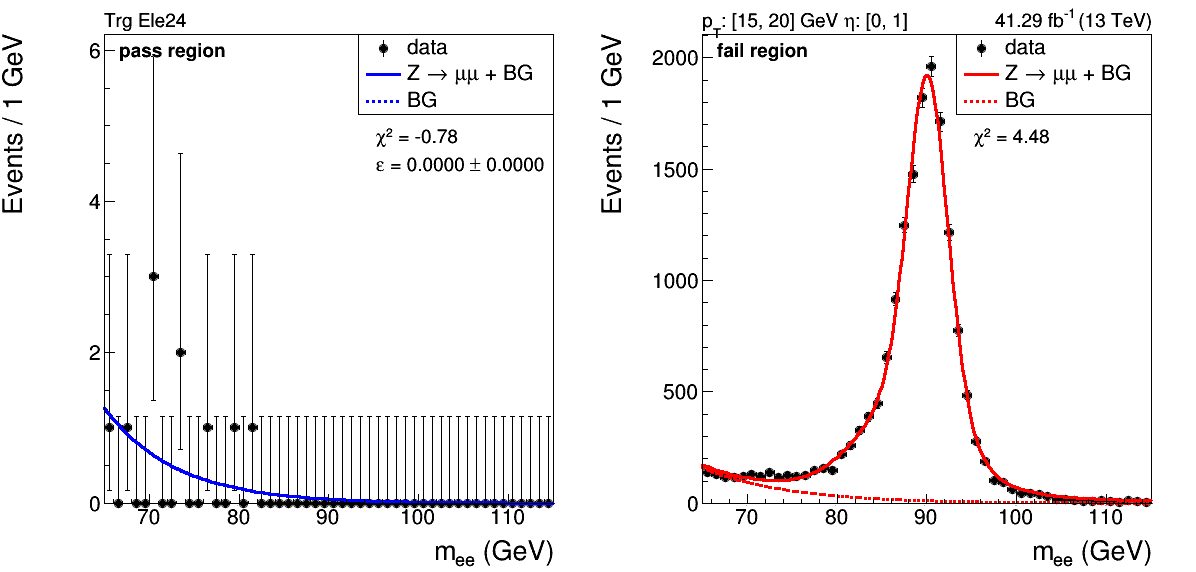 Trg Ele24
pass region
data
Z → μμ + BG
BG
χ² = -0.78
ε = 0.0000 ± 0.0000
Events / 1 GeV
6
4
2
0
70 80 90 100 110
m_ee (GeV)
p_T: [15, 20] GeV η: [0, 1] 41.29 fb⁻¹ (13 TeV)
fail region
data
Z → μμ + BG
BG
χ² = 4.48
Events / 1 GeV
2000
1500
1000
500
0
70 80 90 100 110
m_ee (GeV)